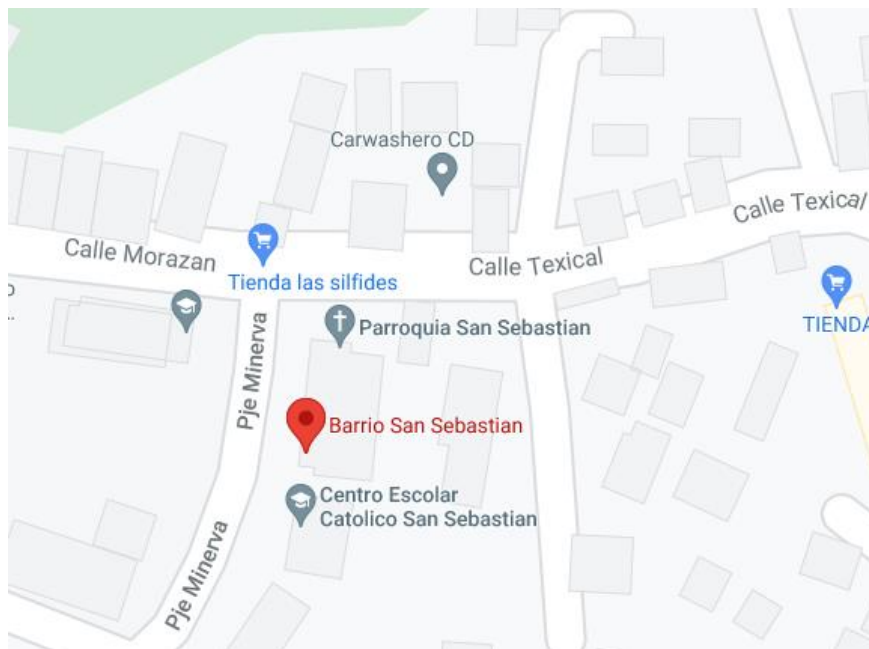 Carwashero CD
Calle Texical
Calle Morazan
Calle Texical
Tienda las silfides
Parroquia San Sebastian
TIENDA
Pje Minerva
Barrio San Sebastian
Centro Escolar
Catolico San Sebastian
Pje Minerva